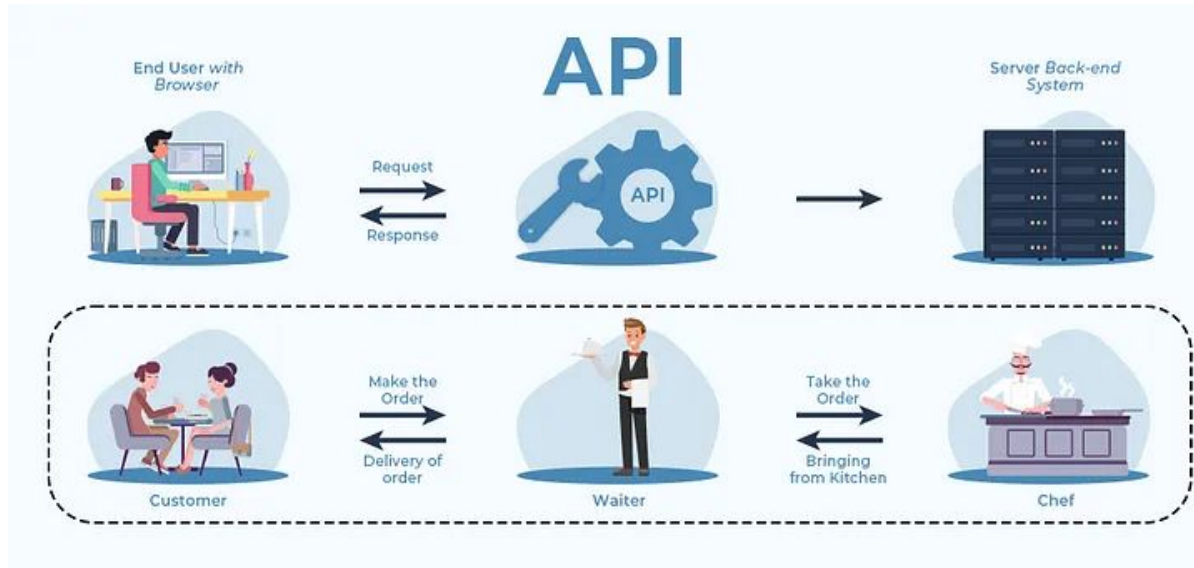 API
End User with
Browser
Server Back-end
System
Request
Response
API
Make the
Order
Delivery of
order
Take the
Order
Bringing
from Kitchen
Customer
Waiter
Chef